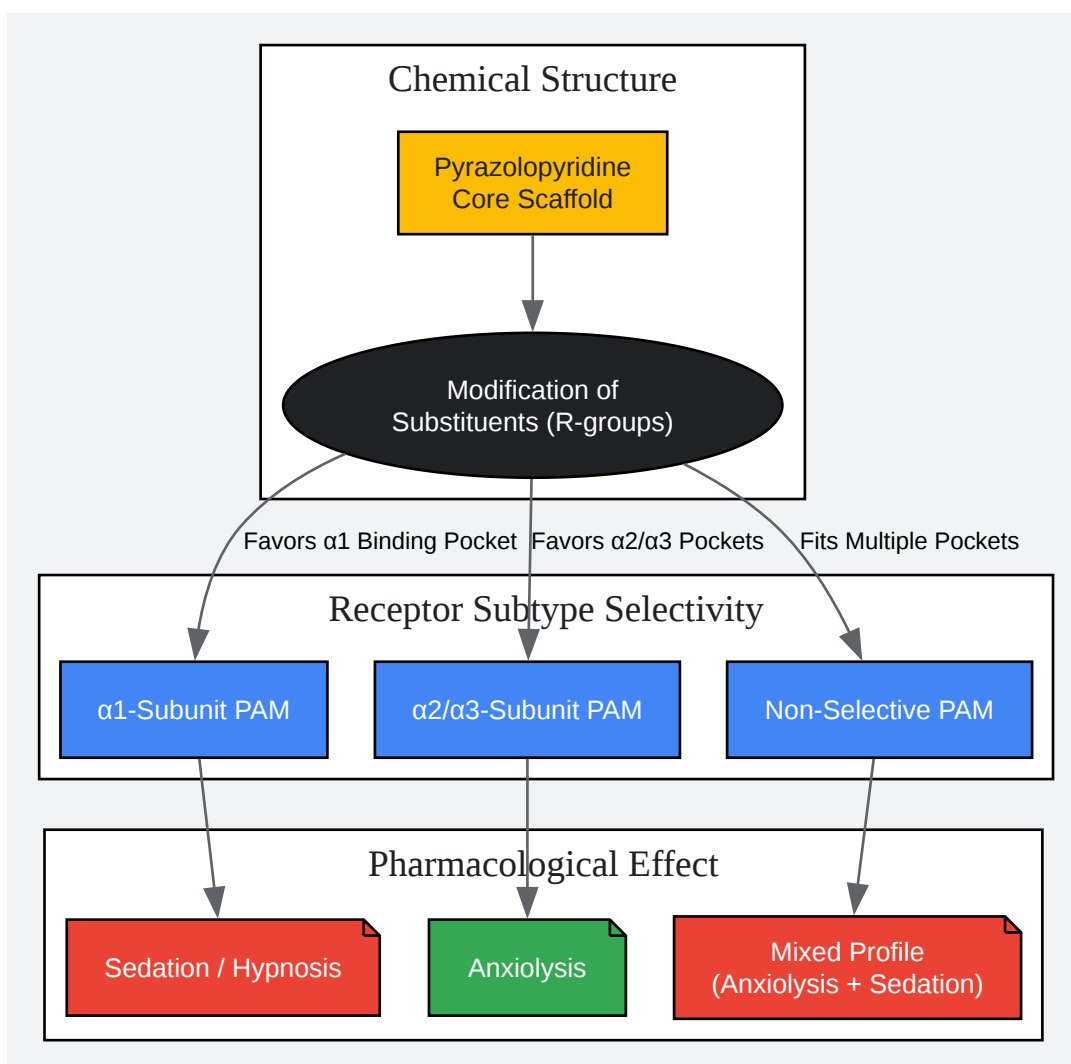 Chemical Structure
Pyrazolopyridine
Core Scaffold
Modification of
Substituents (R-groups)
Favors α1 Binding Pocket
Favors α2/α3 Pockets
Fits Multiple Pockets
Receptor Subtype Selectivity
α1-Subunit PAM
α2/α3-Subunit PAM
Non-Selective PAM
Pharmacological Effect
Sedation / Hypnosis
Anxiolysis
Mixed Profile
(Anxiolysis + Sedation)